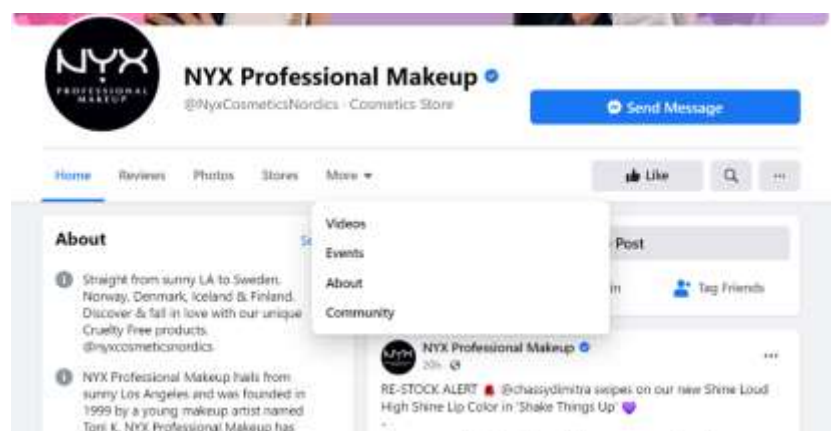 NYX
PROFESSIONAL
MAKEUP
NYX Professional Makeup
@NyxCosmeticsNordics · Cosmetics Store
Send Message
Home Reviews Photos Stores More
Like
Videos
Events
About
Community
About
Straight from sunny LA to Sweden,
Norway, Denmark, Iceland & Finland.
Discover & fall in love with our unique
Cruelty Free products.
@nyxcosmeticsnordics
NYX Professional Makeup hails from
sunny Los Angeles and was founded in
1999 by a young makeup artist named
Toni K. NYX Professional Makeup has
Post
in Tag Friends
NYX Professional Makeup
20h
RE-STOCK ALERT @chassydimitra swipes on our new Shine Loud
High Shine Lip Color in 'Shake Things Up'